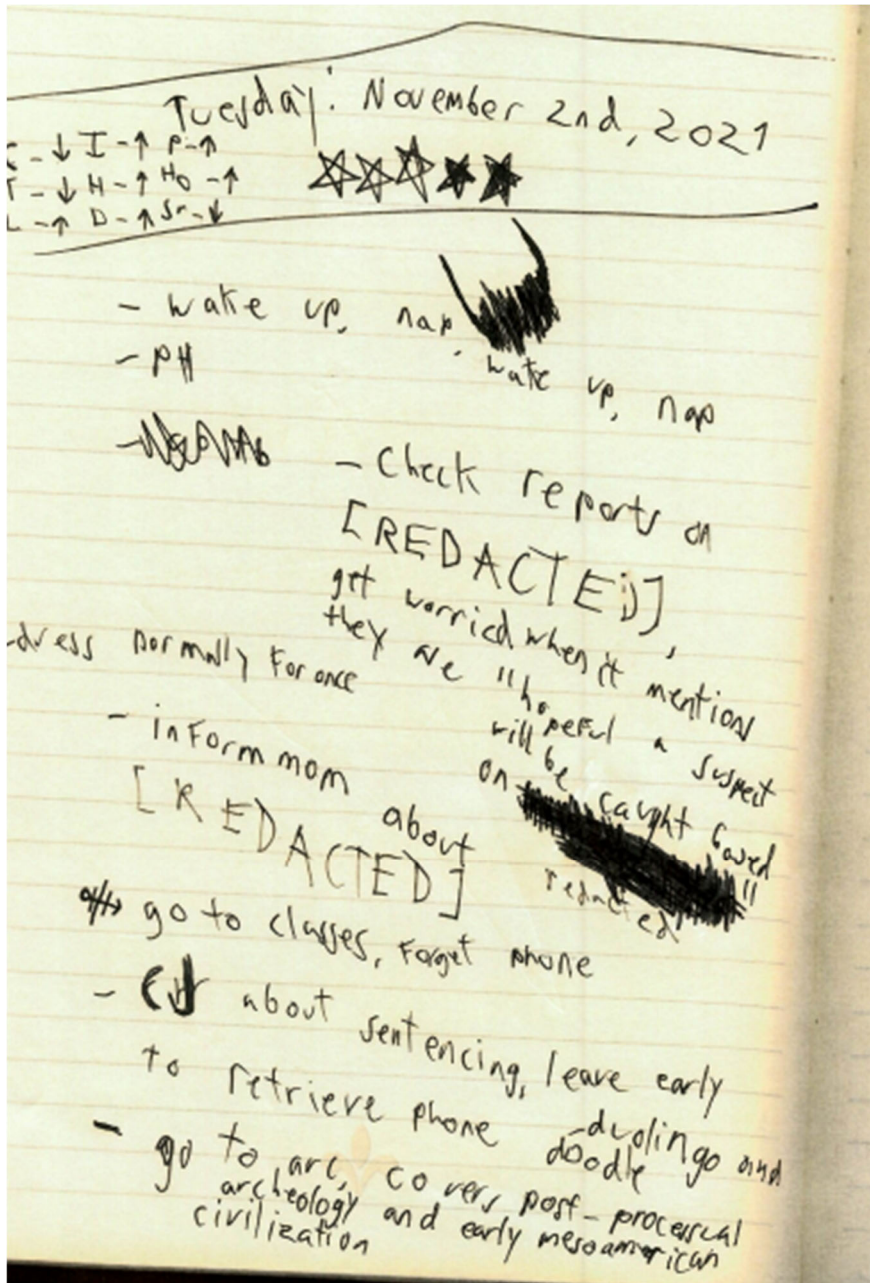 Tuesday: November 2nd, 2021
- ↓ I - ↑ P - ↑
- ↓ H - ↑ HO - ↑
- ↑ D - ↑ Sr - ↓
- wake up, nap, wake up, nap
- PH
- Check reports on
[REDACTED],
get worried when it mentions
they are "hopeful a suspect
will be caught based
on "
redacted
dress normally for once
- inform mom about
[REDACTED]
go to classes, forget phone
- about sentencing, leave early
to retrieve phone
- duolingo and
doodle
- go to arc, covers post-processual
archeology and early mesoamerican
civilization